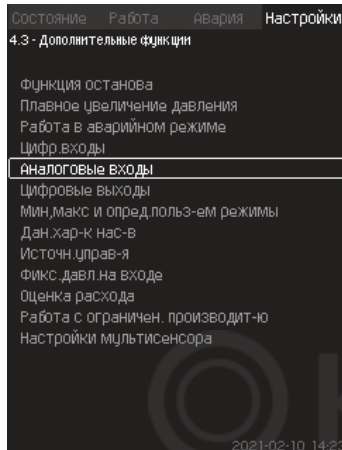 Состояние Работа Авария Настройки
4.3 - Дополнительные функции
Функция останова
Плавное увеличение давления
Работа в аварийном режиме
Цифр.входы
Аналоговые входы
Цифровые выходы
Мин,макс и опред.польз-ем режимы
Дан.хар-к нас-в
Источн.управ-я
Фикс.давл.на входе
Оценка расхода
Работа с ограничен. производит-ю
Настройки мультисенсора
2021-02-10 14:23